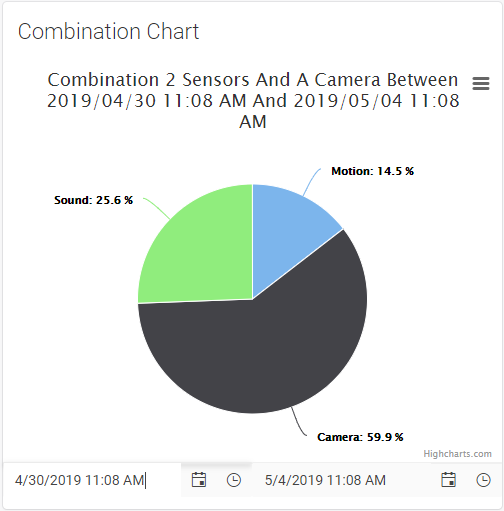 Combination Chart
Combination 2 Sensors And A Camera Between
2019/04/30 11:08 AM And 2019/05/04 11:08
AM
Motion: 14.5 %
Sound: 25.6 %
Camera: 59.9 %
Highcharts.com
4/30/2019 11:08 AM 5/4/2019 11:08 AM